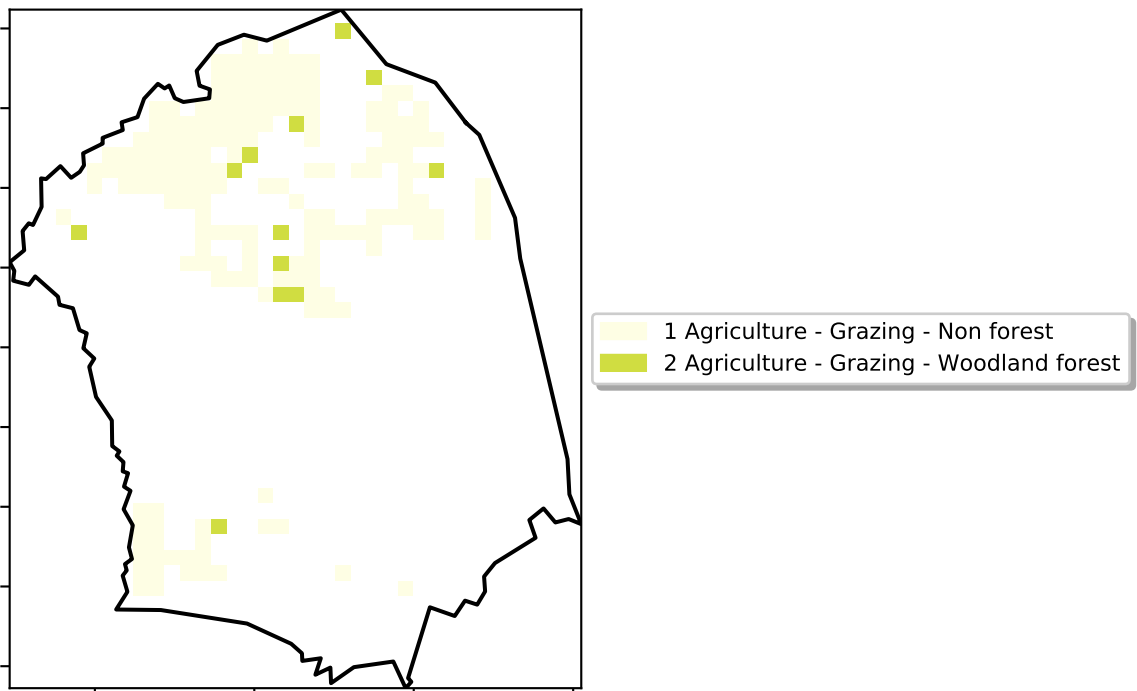 1 Agriculture - Grazing - Non forest
2 Agriculture - Grazing - Woodland forest